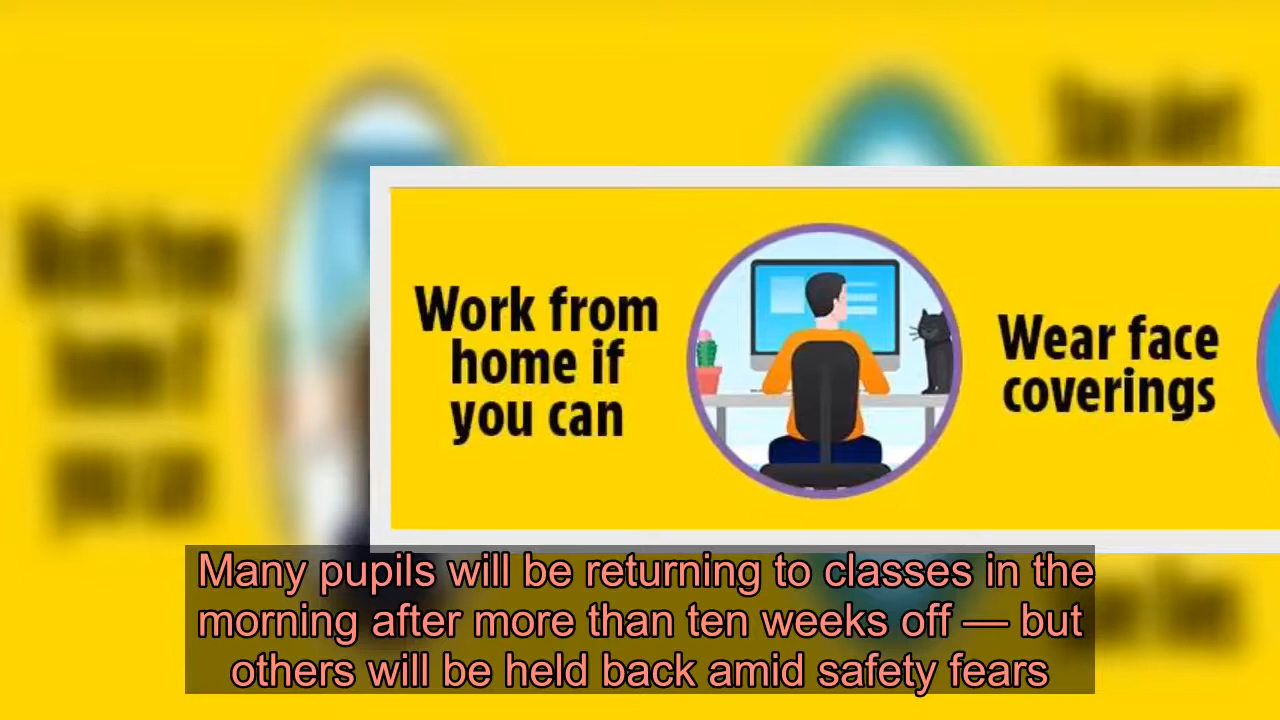 Work from
home if
you can
Wear face
coverings
Many pupils will be returning to classes in the
morning after more than ten weeks off — but
others will be held back amid safety fears